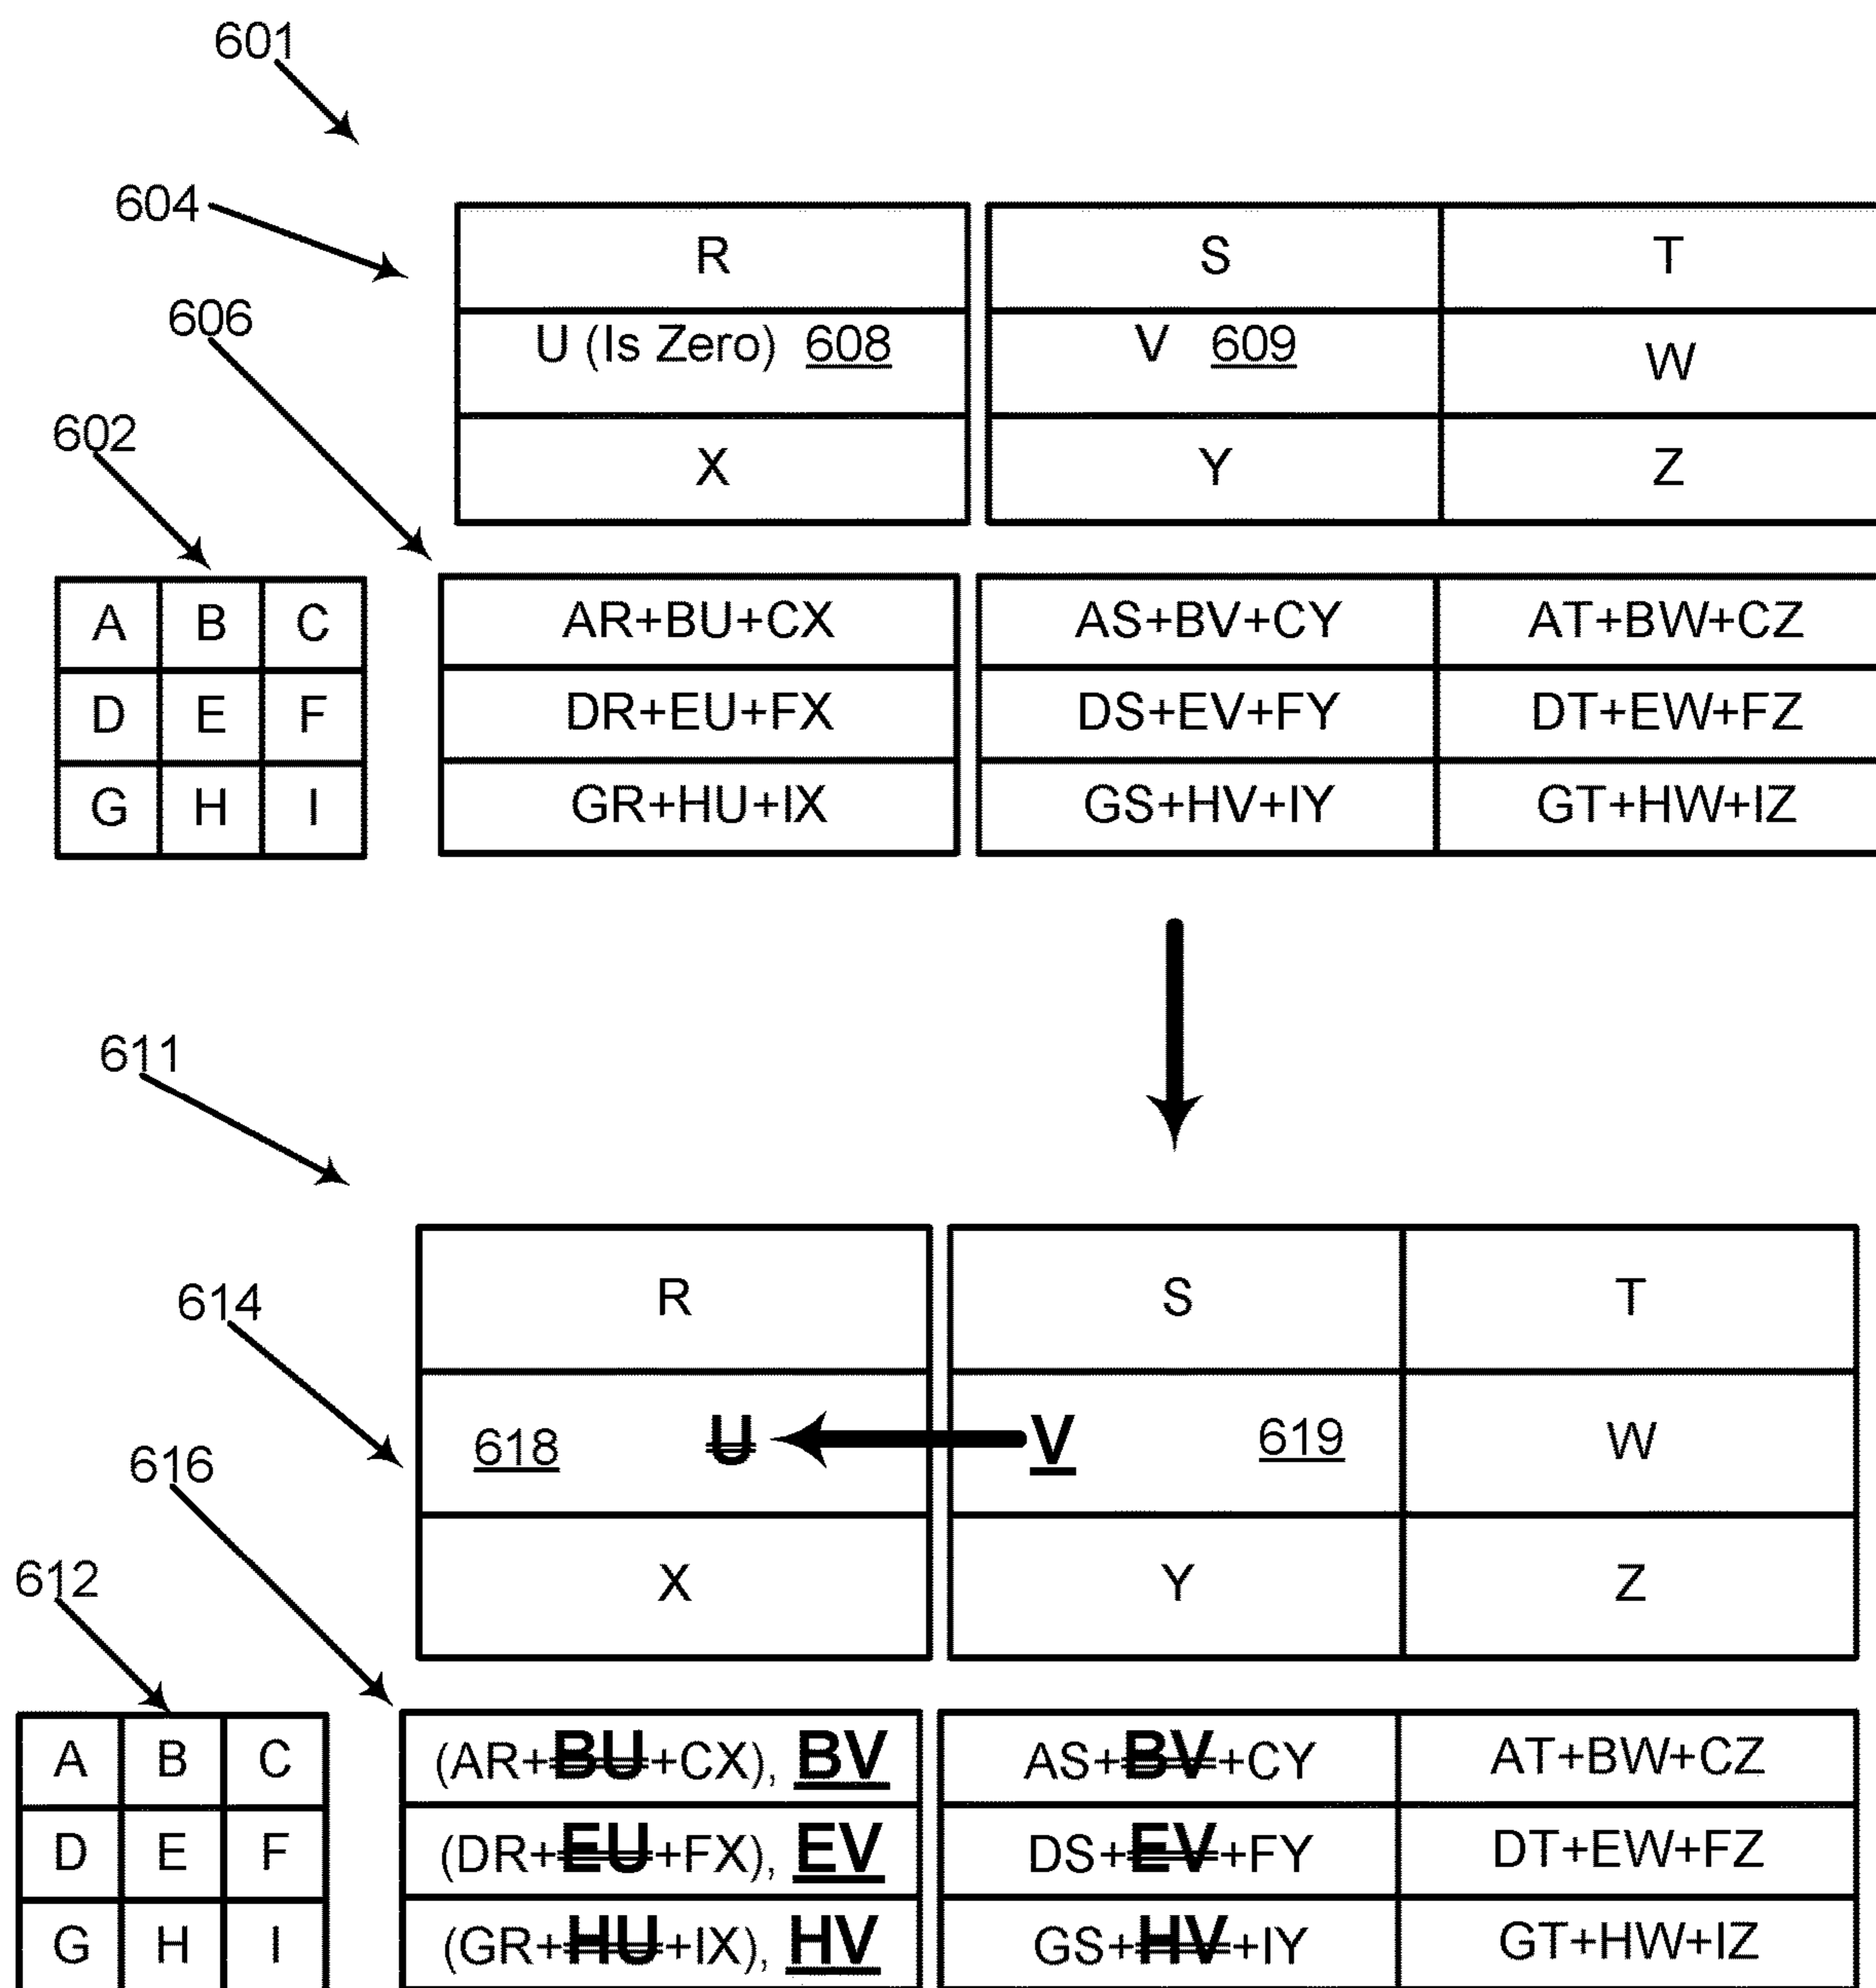 601
604
R S T
606
U (Is Zero) 608 V 609 W
602
X Y Z
A B C AR+BU+CX AS+BV+CY AT+BW+CZ
D E F DR+EU+FX DS+EV+FY DT+EW+FZ
G H I GR+HU+IX GS+HV+IY GT+HW+IZ
611
614
R S T
616
618 U V 619 W
612
X Y Z
A B C (AR+BU+CX), BV AS+BV+CY AT+BW+CZ
D E F (DR+EU+FX), EV DS+EV+FY DT+EW+FZ
G H I (GR+HU+IX), HV GS+HV+IY GT+HW+IZ